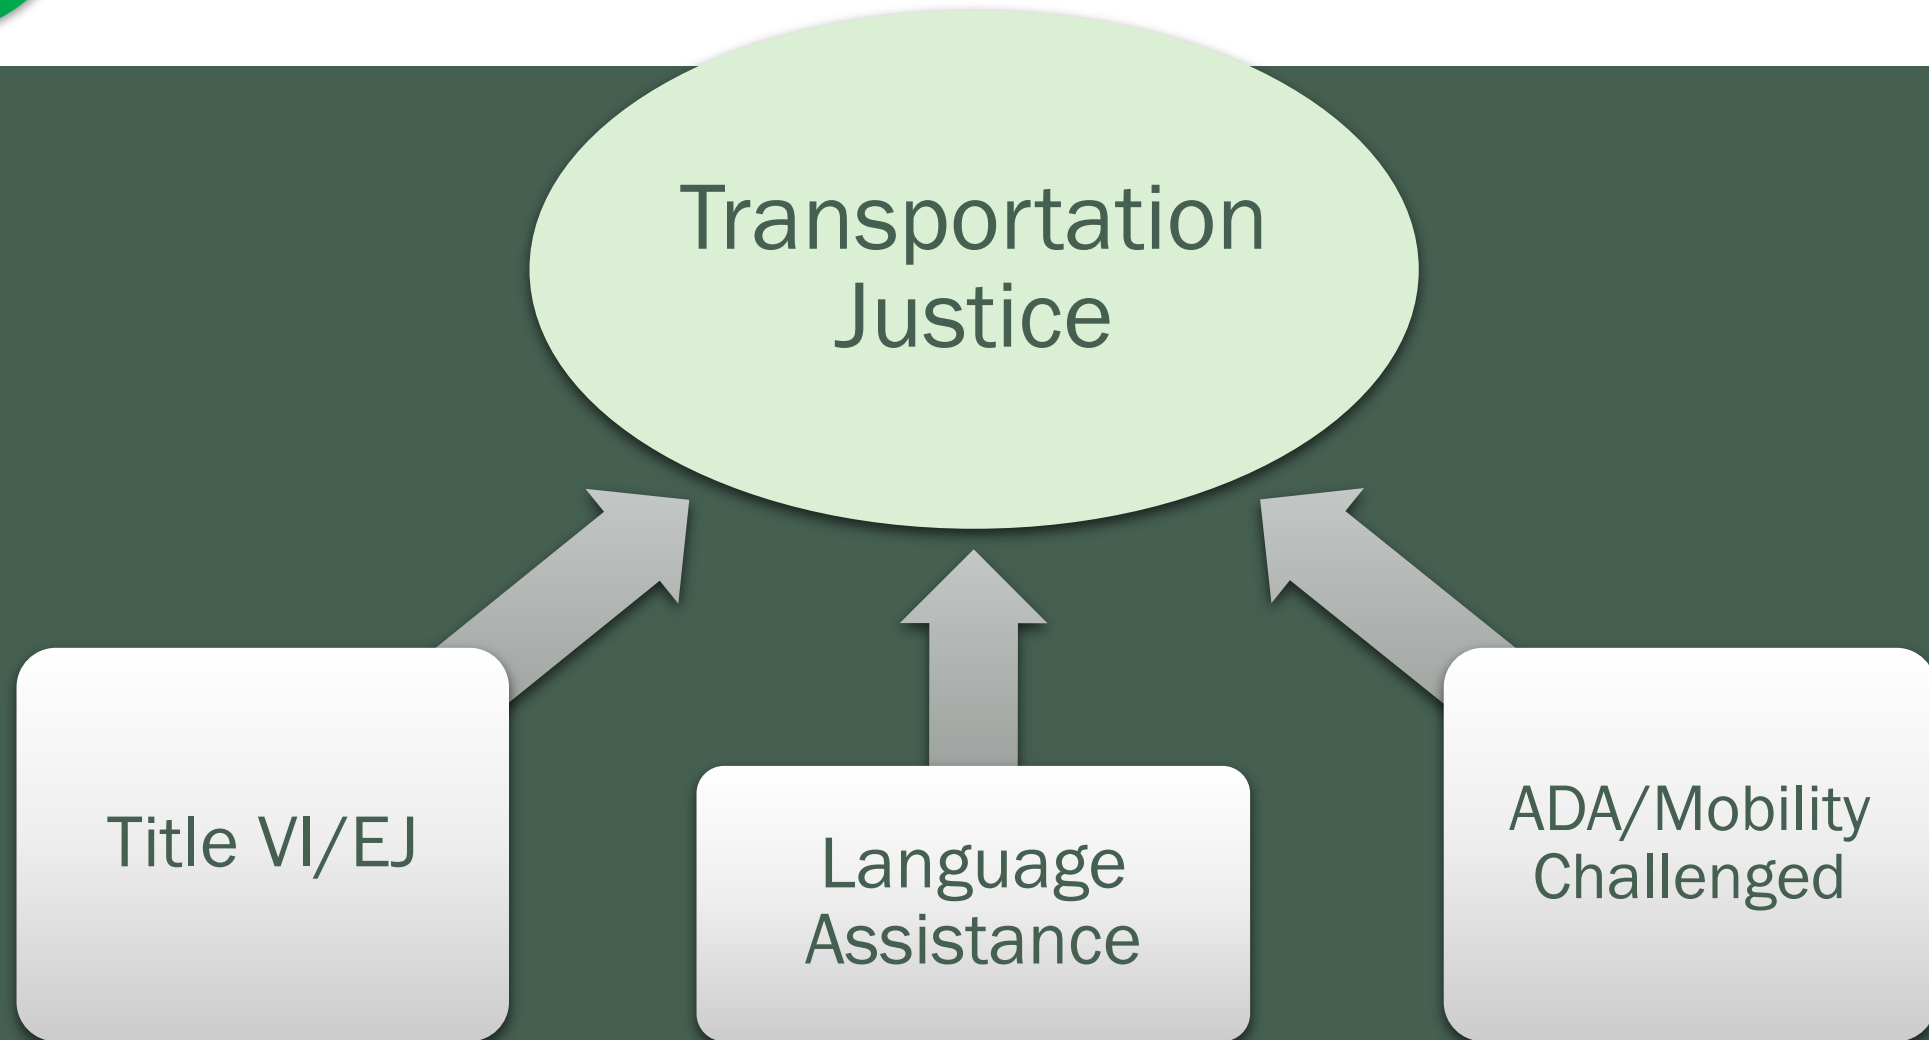 Transportation
Justice
Title VI/EJ
Language
Assistance
ADA/Mobility
Challenged